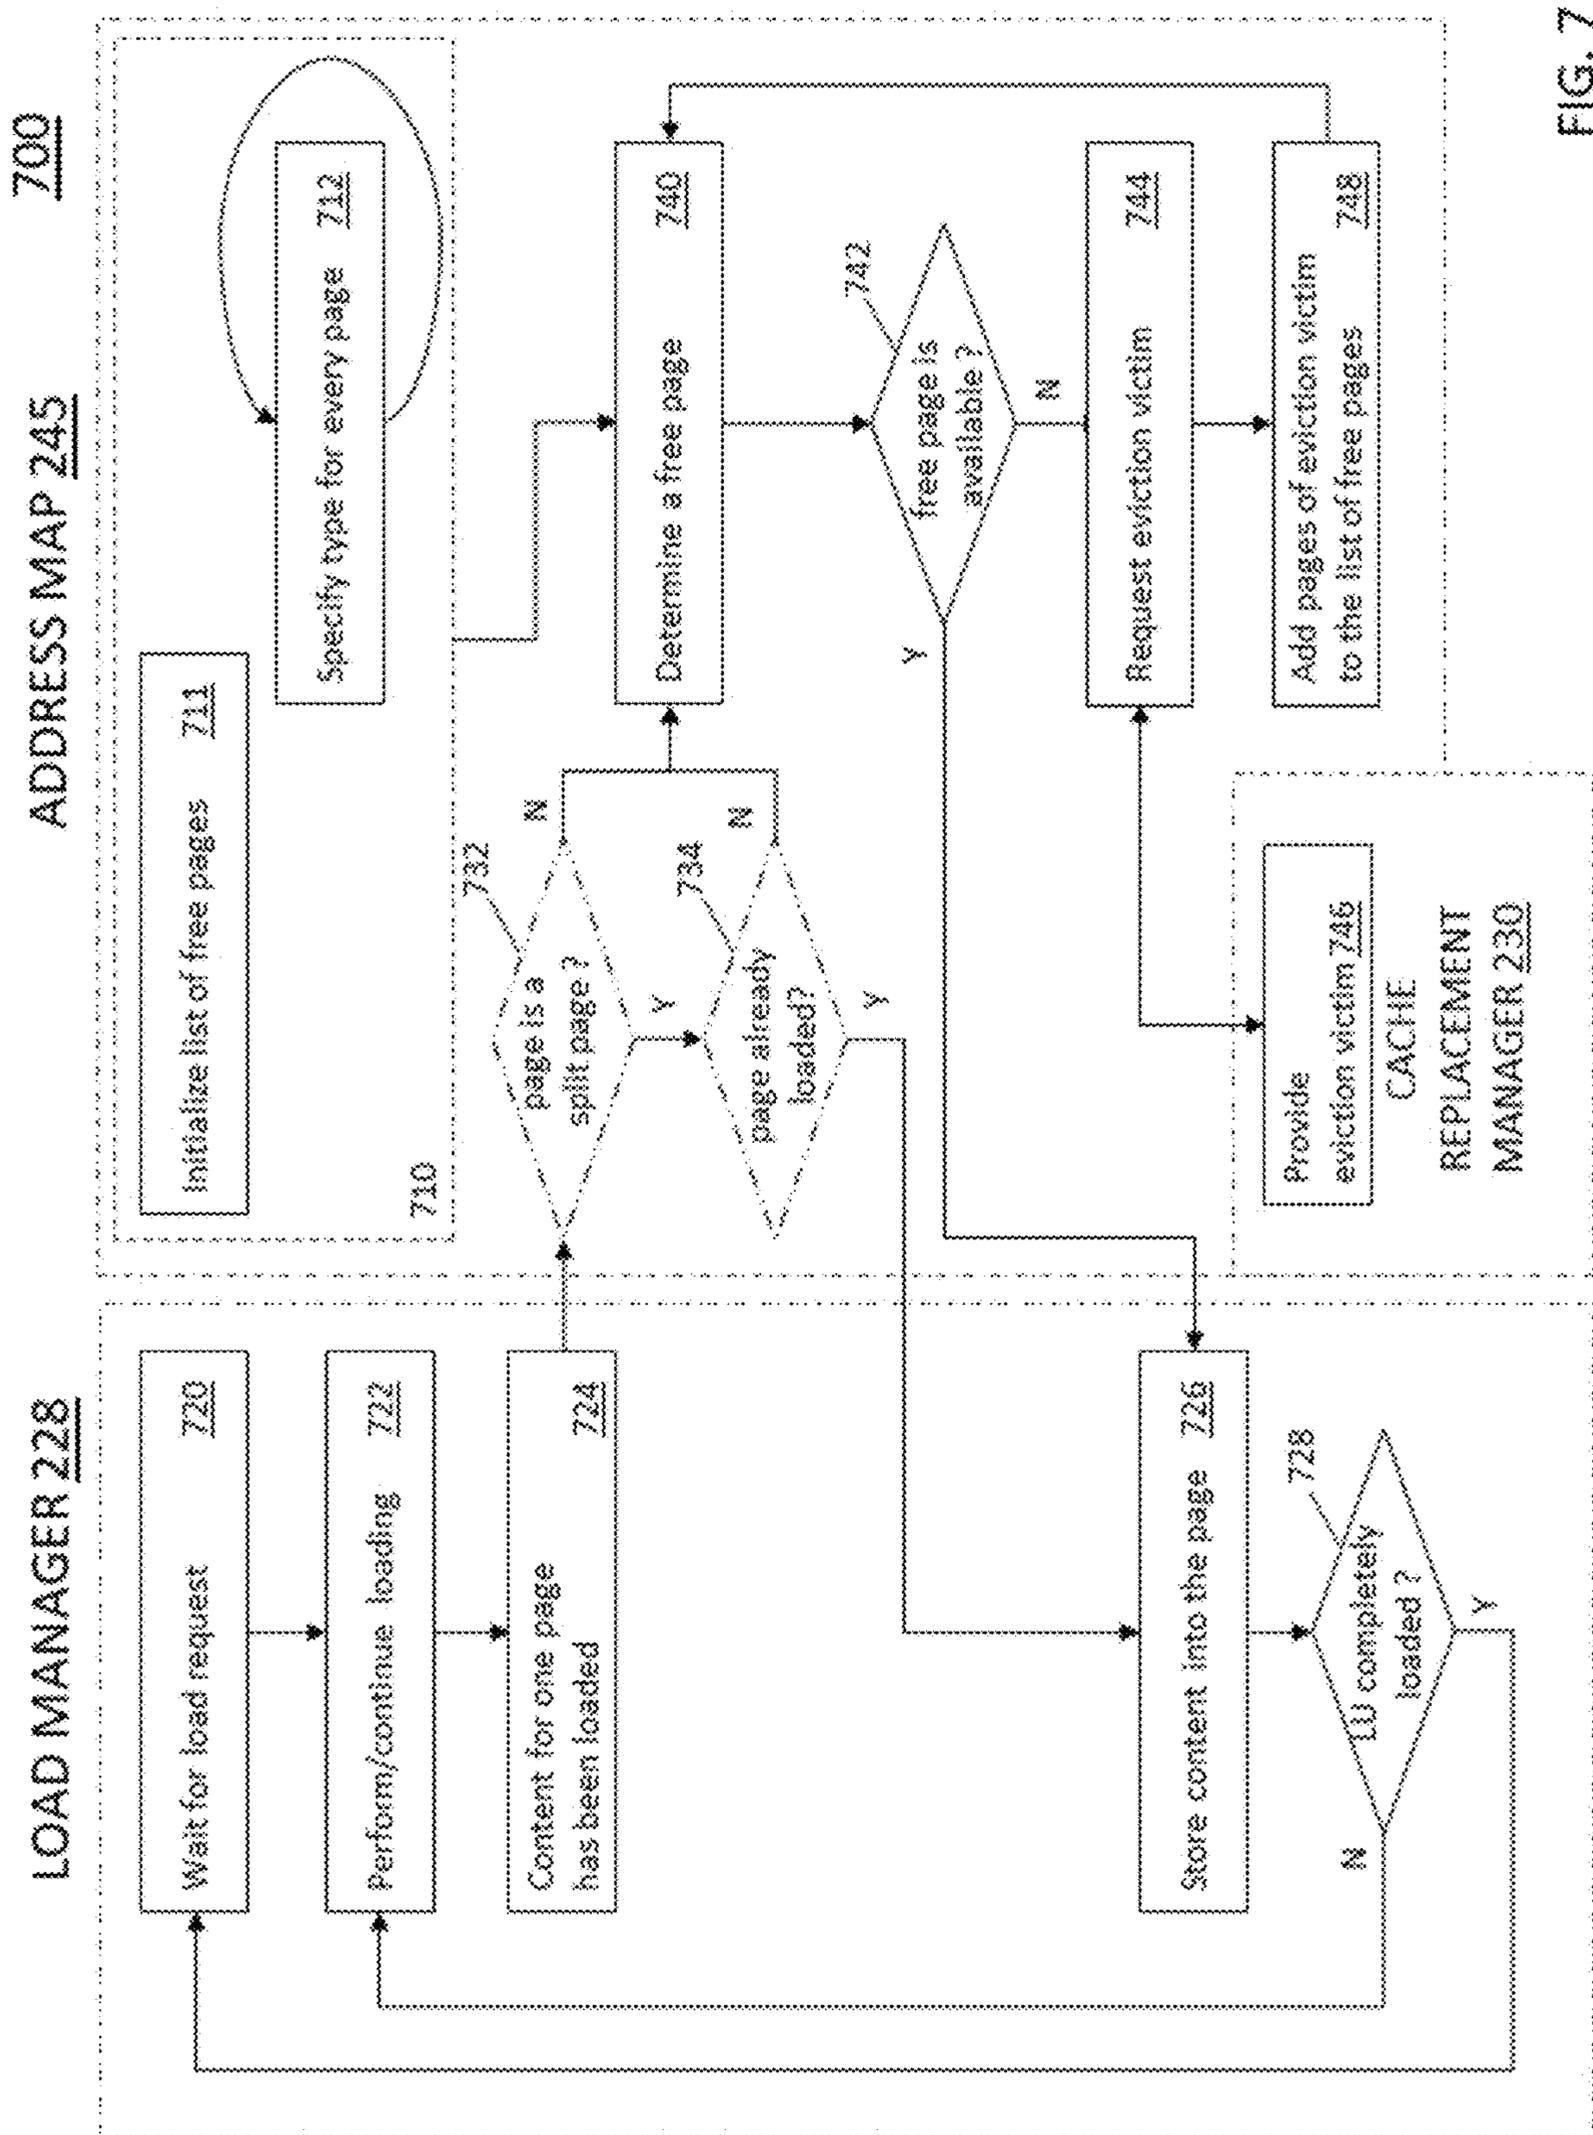 700
LOAD MANAGER 228
ADDRESS MAP 245
Wait for load request 720
Perform/continue loading 722
Content for one page
has been loaded 724
Store content into the page 726
728
LU completely
loaded ?
N
Y
Initialize list of free pages 711
Specify type for every page 712
710
732
page is a
split page ?
N
Y
734
page already
loaded?
N
Y
Determine a free page 740
742
free page is
available ?
Y
N
Request eviction victim 744
Add pages of eviction victim
to the list of free pages 748
Provide
eviction victim 746
CACHE
REPLACEMENT
MANAGER 230
FIG. 7